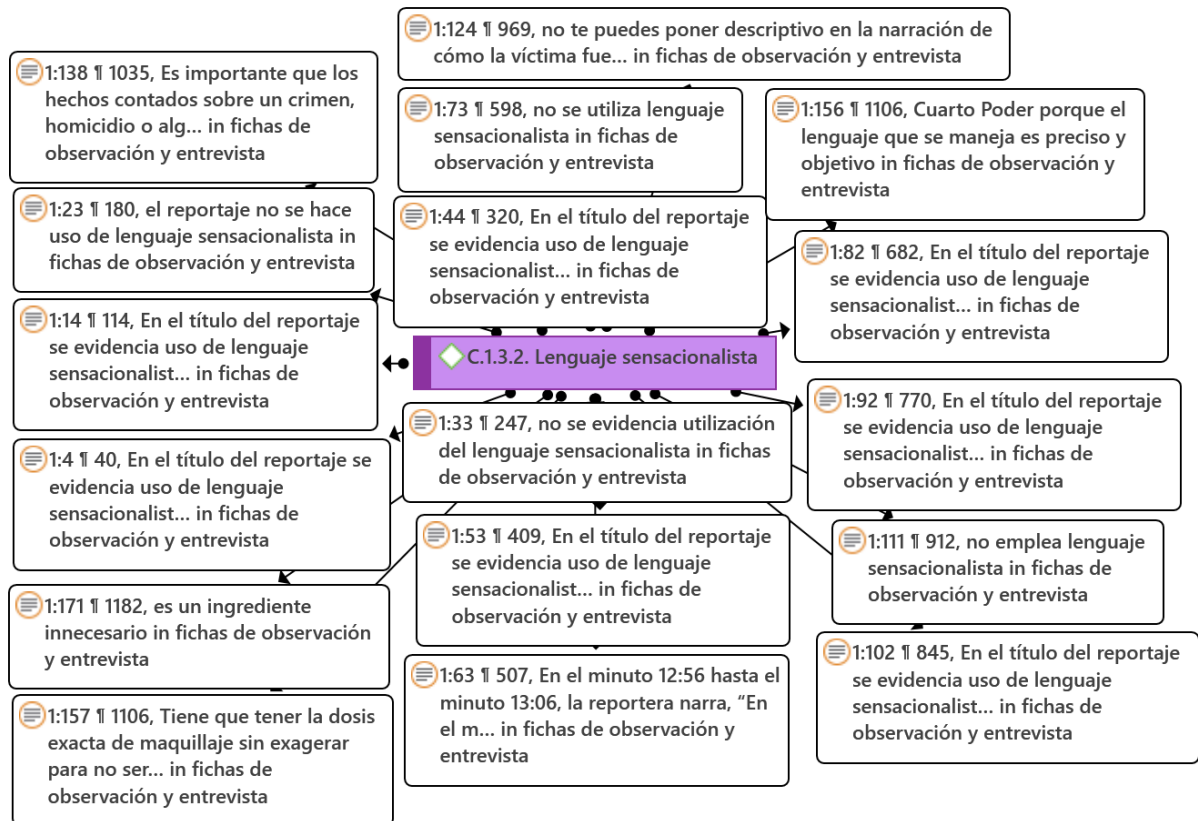 1:124 ¶ 969, no te puedes poner descriptivo en la narración de
cómo la víctima fue... in fichas de observación y entrevista
1:138 ¶ 1035, Es importante que los
hechos contados sobre un crimen,
homicidio o alg... in fichas de
observación y entrevista
1:73 ¶ 598, no se utiliza lenguaje
sensacionalista in fichas de
observación y entrevista
1:156 ¶ 1106, Cuarto Poder porque el
lenguaje que se maneja es preciso y
objetivo in fichas de observación y
entrevista
1:23 ¶ 180, el reportaje no se hace
uso de lenguaje sensacionalista in
fichas de observación y entrevista
1:44 ¶ 320, En el título del reportaje
se evidencia uso de lenguaje
sensacionalist... in fichas de
observación y entrevista
1:82 ¶ 682, En el título del reportaje
se evidencia uso de lenguaje
sensacionalist... in fichas de
observación y entrevista
1:14 ¶ 114, En el título del reportaje
se evidencia uso de lenguaje
sensacionalist... in fichas de
observación y entrevista
C.1.3.2. Lenguaje sensacionalista
1:92 ¶ 770, En el título del reportaje
se evidencia uso de lenguaje
sensacionalist... in fichas de
observación y entrevista
1:33 ¶ 247, no se evidencia utilización
del lenguaje sensacionalista in fichas
de observación y entrevista
1:4 ¶ 40, En el título del reportaje se
evidencia uso de lenguaje
sensacionalist... in fichas de
observación y entrevista
1:53 ¶ 409, En el título del reportaje
se evidencia uso de lenguaje
sensacionalist... in fichas de
observación y entrevista
1:111 ¶ 912, no emplea lenguaje
sensacionalista in fichas de
observación y entrevista
1:171 ¶ 1182, es un ingrediente
innecesario in fichas de observación
y entrevista
1:102 ¶ 845, En el título del reportaje
se evidencia uso de lenguaje
sensacionalist... in fichas de
observación y entrevista
1:63 ¶ 507, En el minuto 12:56 hasta el
minuto 13:06, la reportera narra, “En
el m... in fichas de observación y
entrevista
1:157 ¶ 1106, Tiene que tener la dosis
exacta de maquillaje sin exagerar
para no ser... in fichas de
observación y entrevista